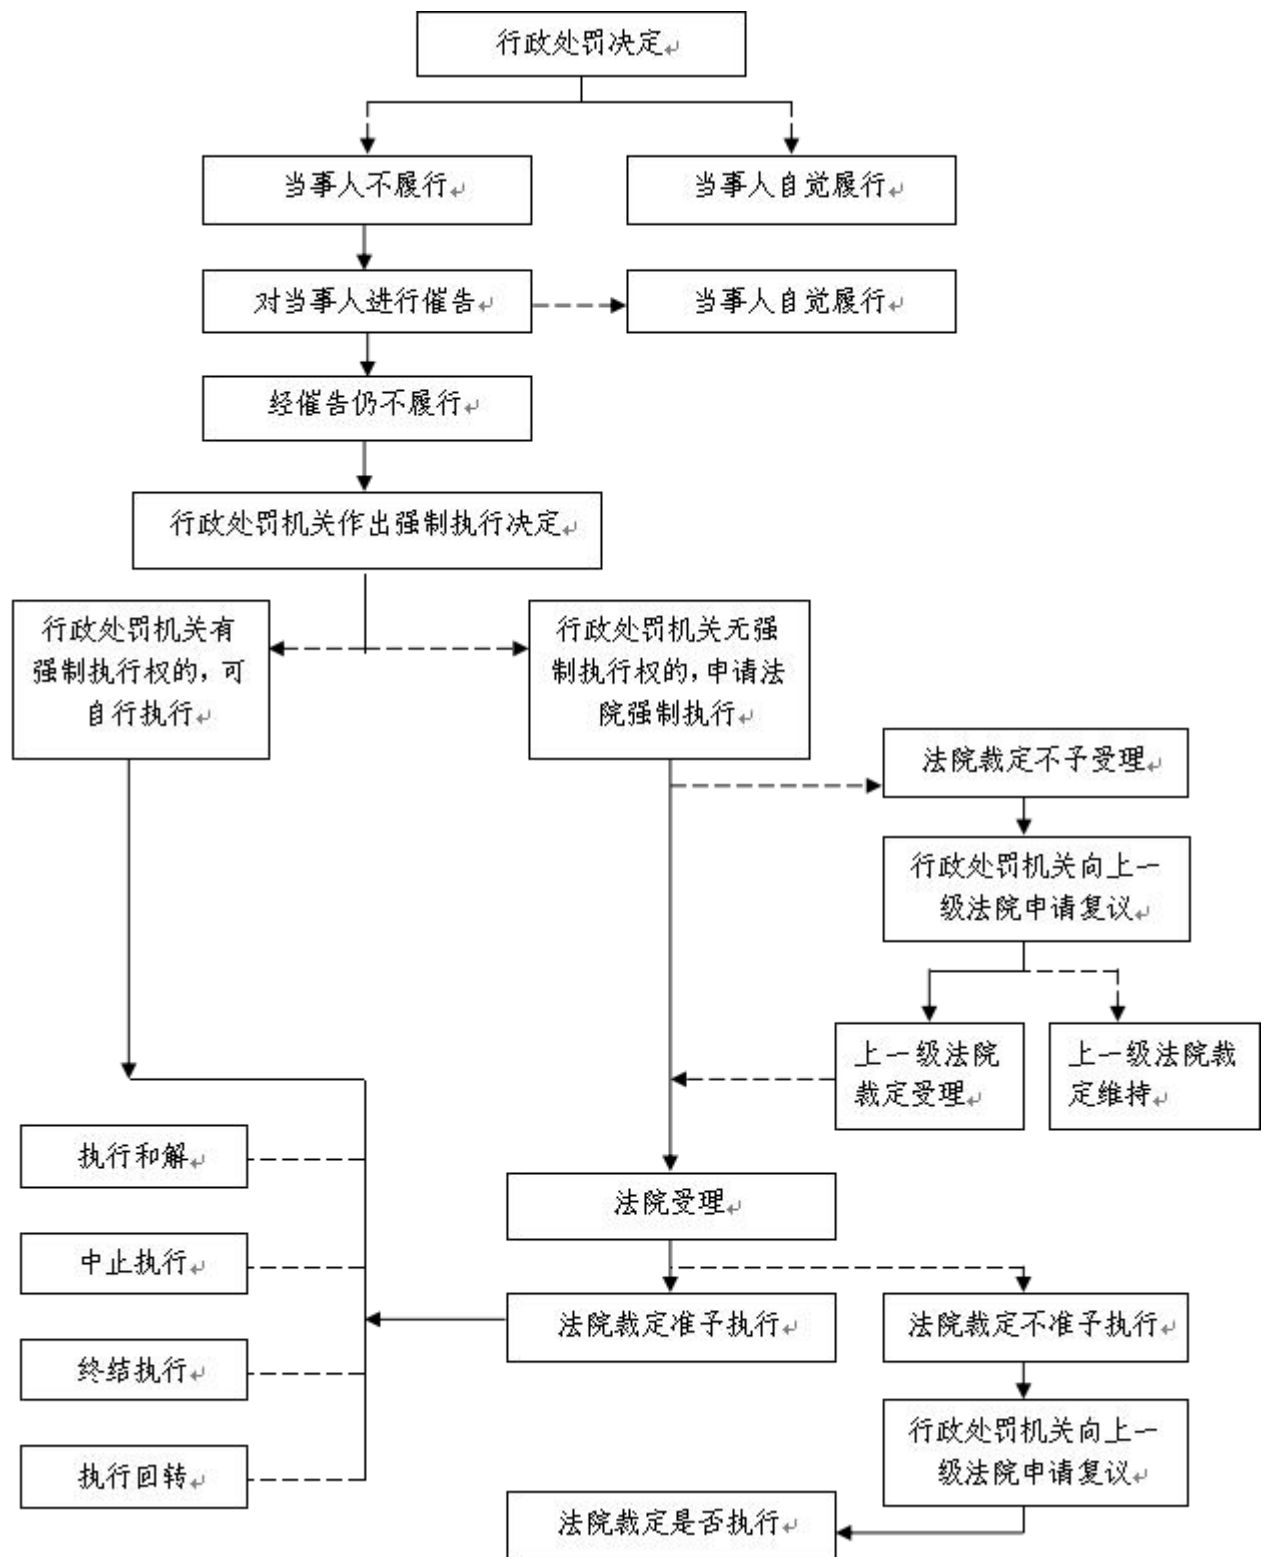 行政处罚决定
当事人不履行
当事人自觉履行
对当事人进行催告
当事人自觉履行
经催告仍不履行
行政处罚机关作出强制执行决定
行政处罚机关有
强制执行权的，可
自行执行
行政处罚机关无强
制执行权的，申请法
院强制执行
法院裁定不予受理
行政处罚机关向上一
级法院申请复议
上一级法院
裁定受理
上一级法院裁
定维持
执行和解
中止执行
终结执行
执行回转
法院受理
法院裁定准予执行
法院裁定不准予执行
行政处罚机关向上一
级法院申请复议
法院裁定是否执行